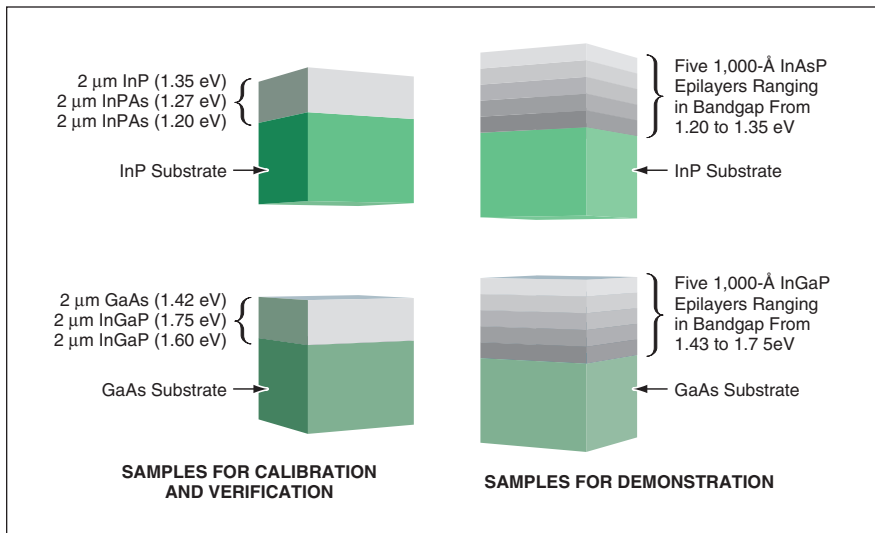 2 µm InP (1.35 eV)
2 µm InPAs (1.27 eV)
2 µm InPAs (1.20 eV)
InP Substrate
Five 1,000-Å InAsP
Epilayers Ranging
in Bandgap From
1.20 to 1.35 eV
InP Substrate
2 µm GaAs (1.42 eV)
2 µm InGaP (1.75 eV)
2 µm InGaP (1.60 eV)
GaAs Substrate
Five 1,000-Å InGaP
Epilayers Ranging
in Bandgap From
1.43 to 1.7 5eV
GaAs Substrate
SAMPLES FOR CALIBRATION
AND VERIFICATION
SAMPLES FOR DEMONSTRATION